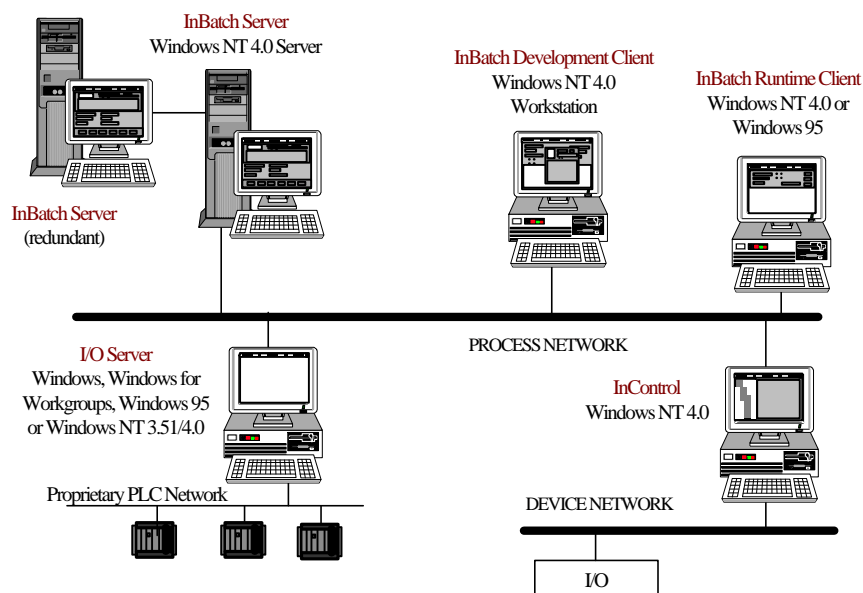 InBatch Server
Windows NT 4.0 Server
InBatch Server
(redundant)
InBatch Development Client
Windows NT 4.0
Workstation
InBatch Runtime Client
Windows NT 4.0 or
Windows 95
PROCESS NETWORK
I/O Server
Windows, Windows for
Workgroups, Windows 95
or Windows NT 3.51/4.0
InControl
Windows NT 4.0
Proprietary PLC Network
DEVICE NETWORK
I/O